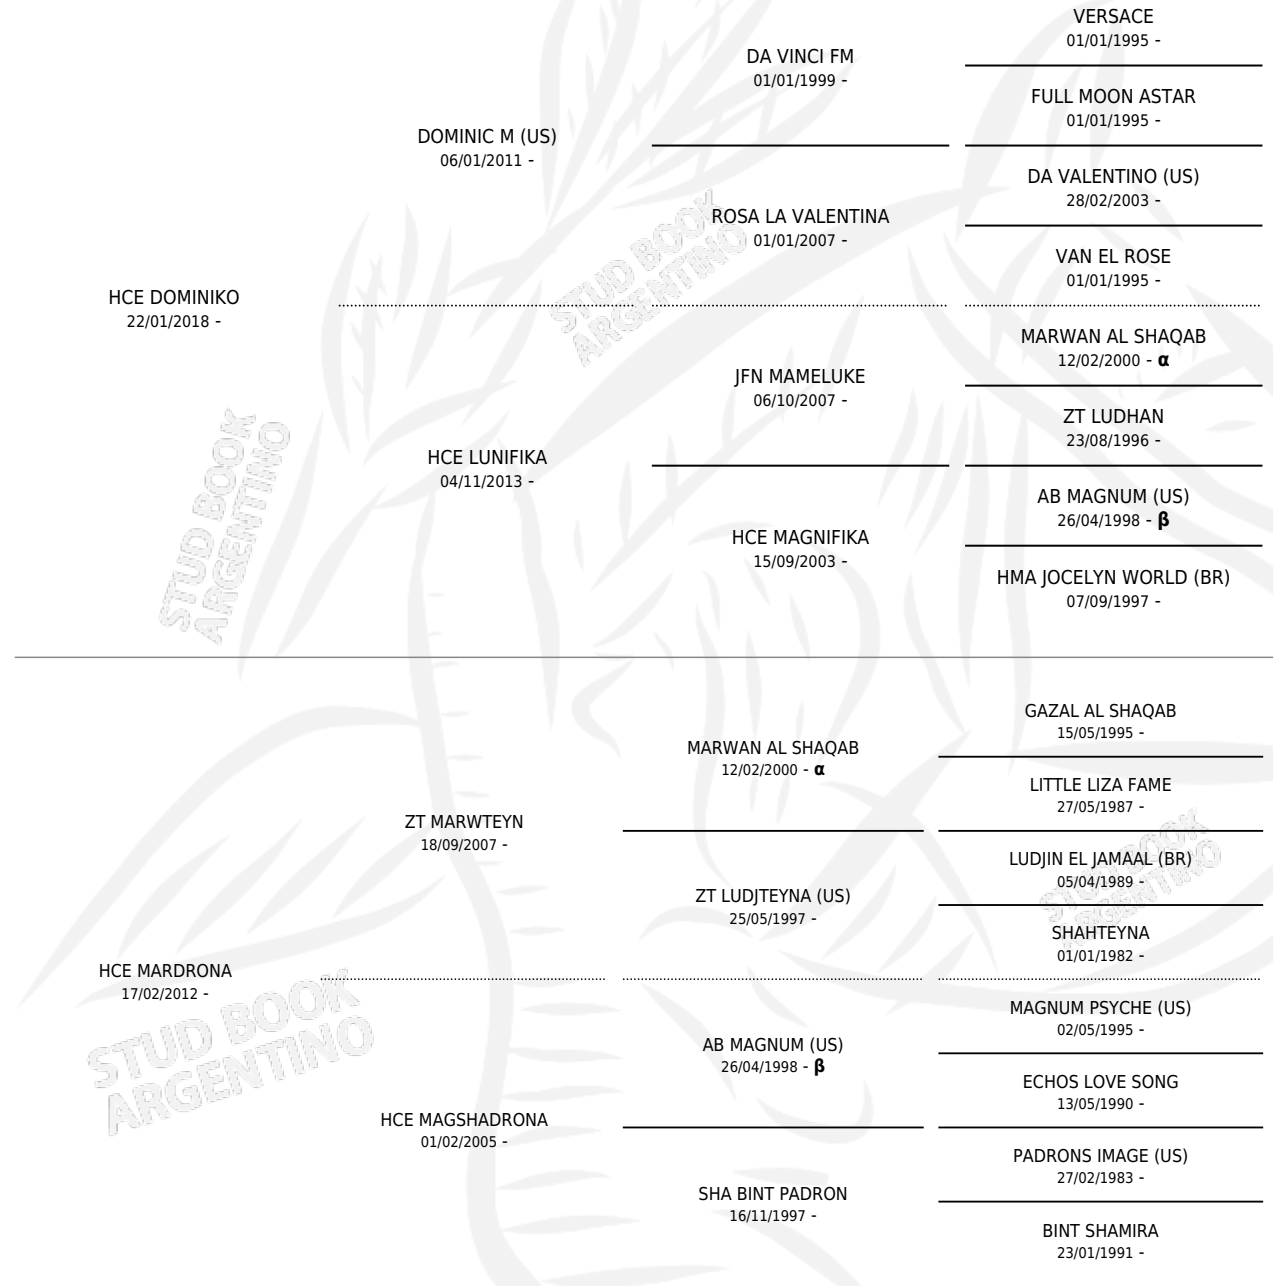 VERSACE
01/01/1995 -
DA VINCI FM
01/01/1999 -
FULL MOON ASTAR
01/01/1995 -
DOMINIC M (US)
06/01/2011 -
DA VALENTINO (US)
28/02/2003 -
ROSA LA VALENTINA
01/01/2007 -
VAN EL ROSE
01/01/1995 -
STUD BOOK
ARGENTINO
HCE DOMINIKO
22/01/2018 -
MARWAN AL SHAQAB
12/02/2000 - α
JFN MAMELUKE
06/10/2007 -
ZT LUDHAN
23/08/1996 -
HCE LUNIFIKA
04/11/2013 -
AB MAGNUM (US)
26/04/1998 - β
HCE MAGNIFIKA
15/09/2003 -
HMA JOCELYN WORLD (BR)
07/09/1997 -
STUD BOOK
ARGENTINO
GAZAL AL SHAQAB
15/05/1995 -
MARWAN AL SHAQAB
12/02/2000 - α
LITTLE LIZA FAME
27/05/1987 -
ZT MARWTEYN
18/09/2007 -
LUDJIN EL JAMAAL (BR)
05/04/1989 -
ZT LUDJTEYNA (US)
25/05/1997 -
SHAHTEYNA
01/01/1982 -
STUD BOOK
ARGENTINO
HCE MARDRONA
17/02/2012 -
MAGNUM PSYCHE (US)
02/05/1995 -
AB MAGNUM (US)
26/04/1998 - β
ECHOS LOVE SONG
13/05/1990 -
STUD BOOK
ARGENTINO
HCE MAGSHADRONA
01/02/2005 -
PADRONS IMAGE (US)
27/02/1983 -
SHA BINT PADRON
16/11/1997 -
BINT SHAMIRA
23/01/1991 -